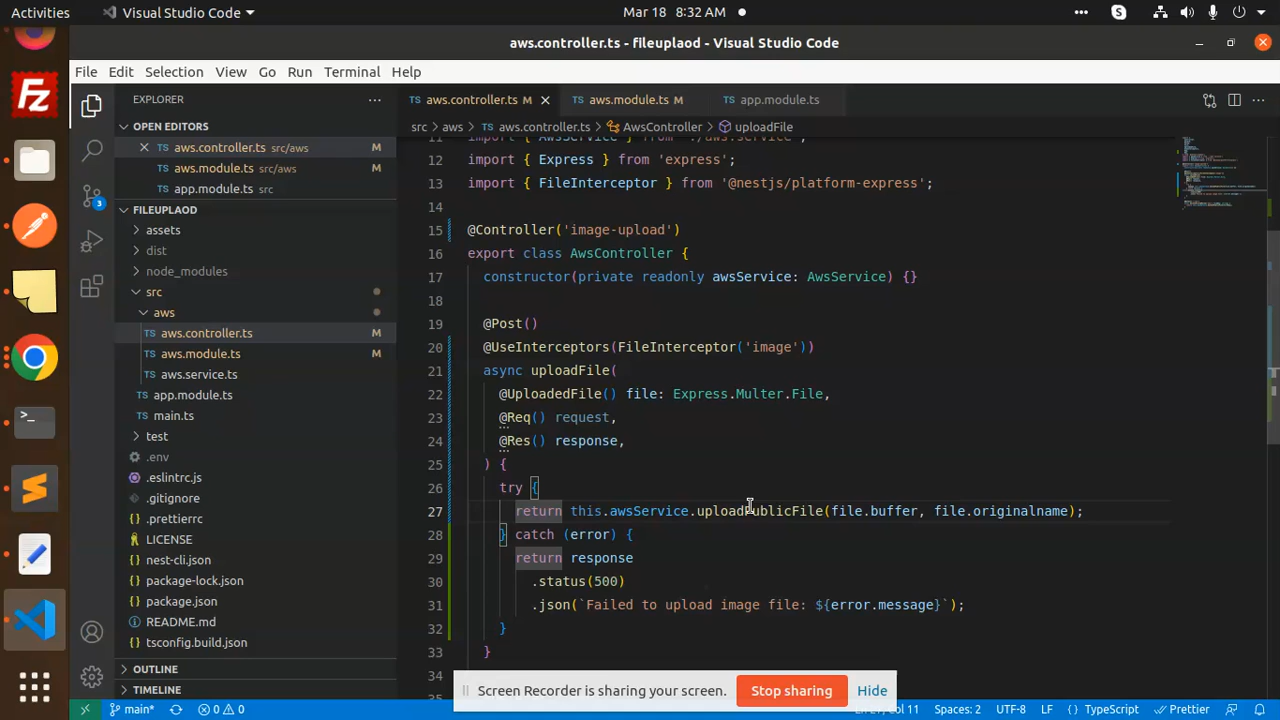 Activities
Visual Studio Code
Mar 18 8:32 AM
aws.controller.ts - fileuplaod - Visual Studio Code
File Edit Selection View Go Run Terminal Help
EXPLORER
OPEN EDITORS
TS aws.controller.ts src/aws M
TS aws.module.ts src/aws M
TS app.module.ts src
FILEUPLAOD
assets
dist
node_modules
src
aws
TS aws.controller.ts M
TS aws.module.ts M
TS aws.service.ts
TS app.module.ts
TS main.ts
test
.env
.eslintrc.js
.gitignore
.prettierrc
LICENSE
nest-cli.json
package-lock.json
package.json
README.md
tsconfig.build.json
OUTLINE
TIMELINE
TS aws.controller.ts M
TS aws.module.ts M
TS app.module.ts
src > aws > TS aws.controller.ts > AwsController > uploadFile
11 import { AwsService } from './aws.service';
12 import { Express } from 'express';
13 import { FileInterceptor } from '@nestjs/platform-express';
14
15 @Controller('image-upload')
16 export class AwsController {
17 constructor(private readonly awsService: AwsService) {}
18
19 @Post()
20 @UseInterceptors(FileInterceptor('image'))
21 async uploadFile(
22 @UploadedFile() file: Express.Multer.File,
23 @Req() request,
24 @Res() response,
25 ) {
26 try {
27 return this.awsService.uploadPublicFile(file.buffer, file.originalname);
28 } catch (error) {
29 return response
30 .status(500)
31 .json(`Failed to upload image file: ${error.message}`);
32 }
33 }
34
Screen Recorder is sharing your screen. Stop sharing Hide
main* 0 0
Spaces: 2 UTF-8 LF {} TypeScript Prettier
3